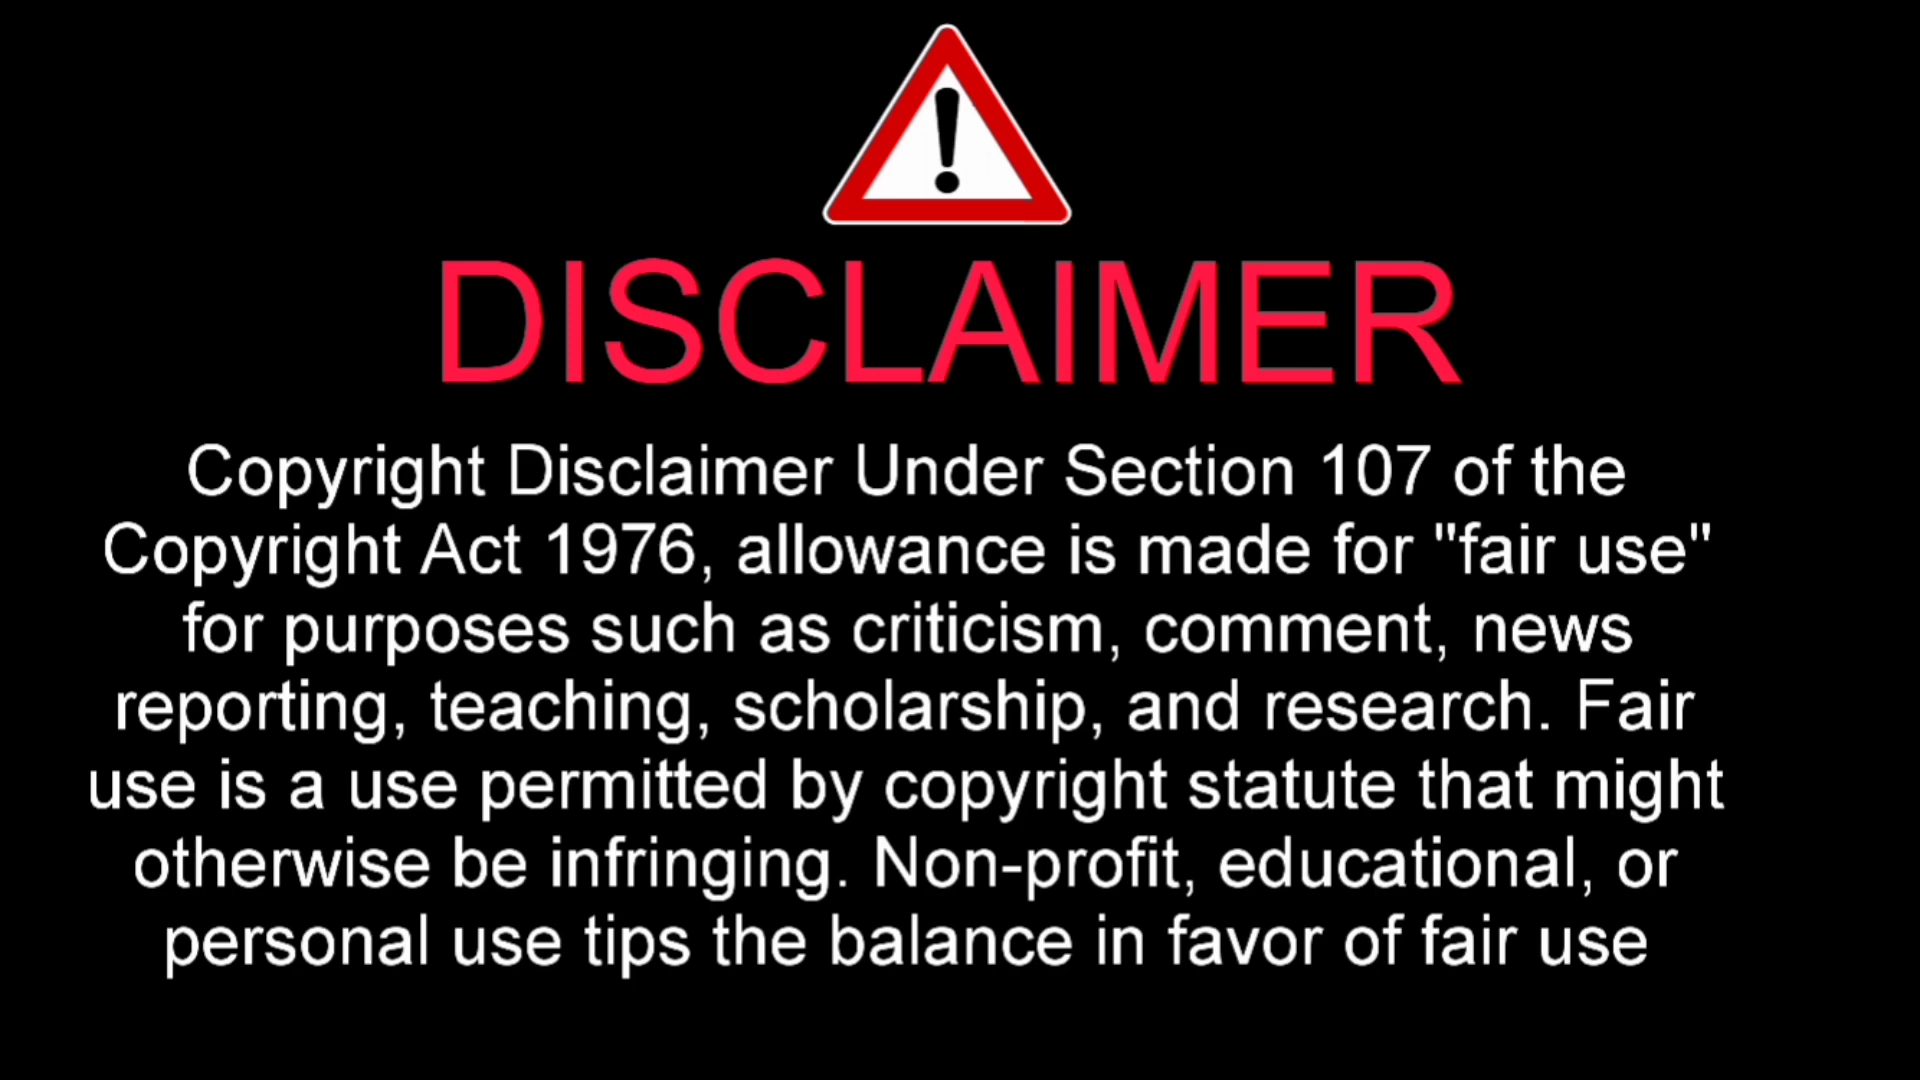 DISCLAIMER
Copyright Disclaimer Under Section 107 of the
Copyright Act 1976, allowance is made for "fair use"
for purposes such as criticism, comment, news
reporting, teaching, scholarship, and research. Fair
use is a use permitted by copyright statute that might
otherwise be infringing. Non-profit, educational, or
personal use tips the balance in favor of fair use